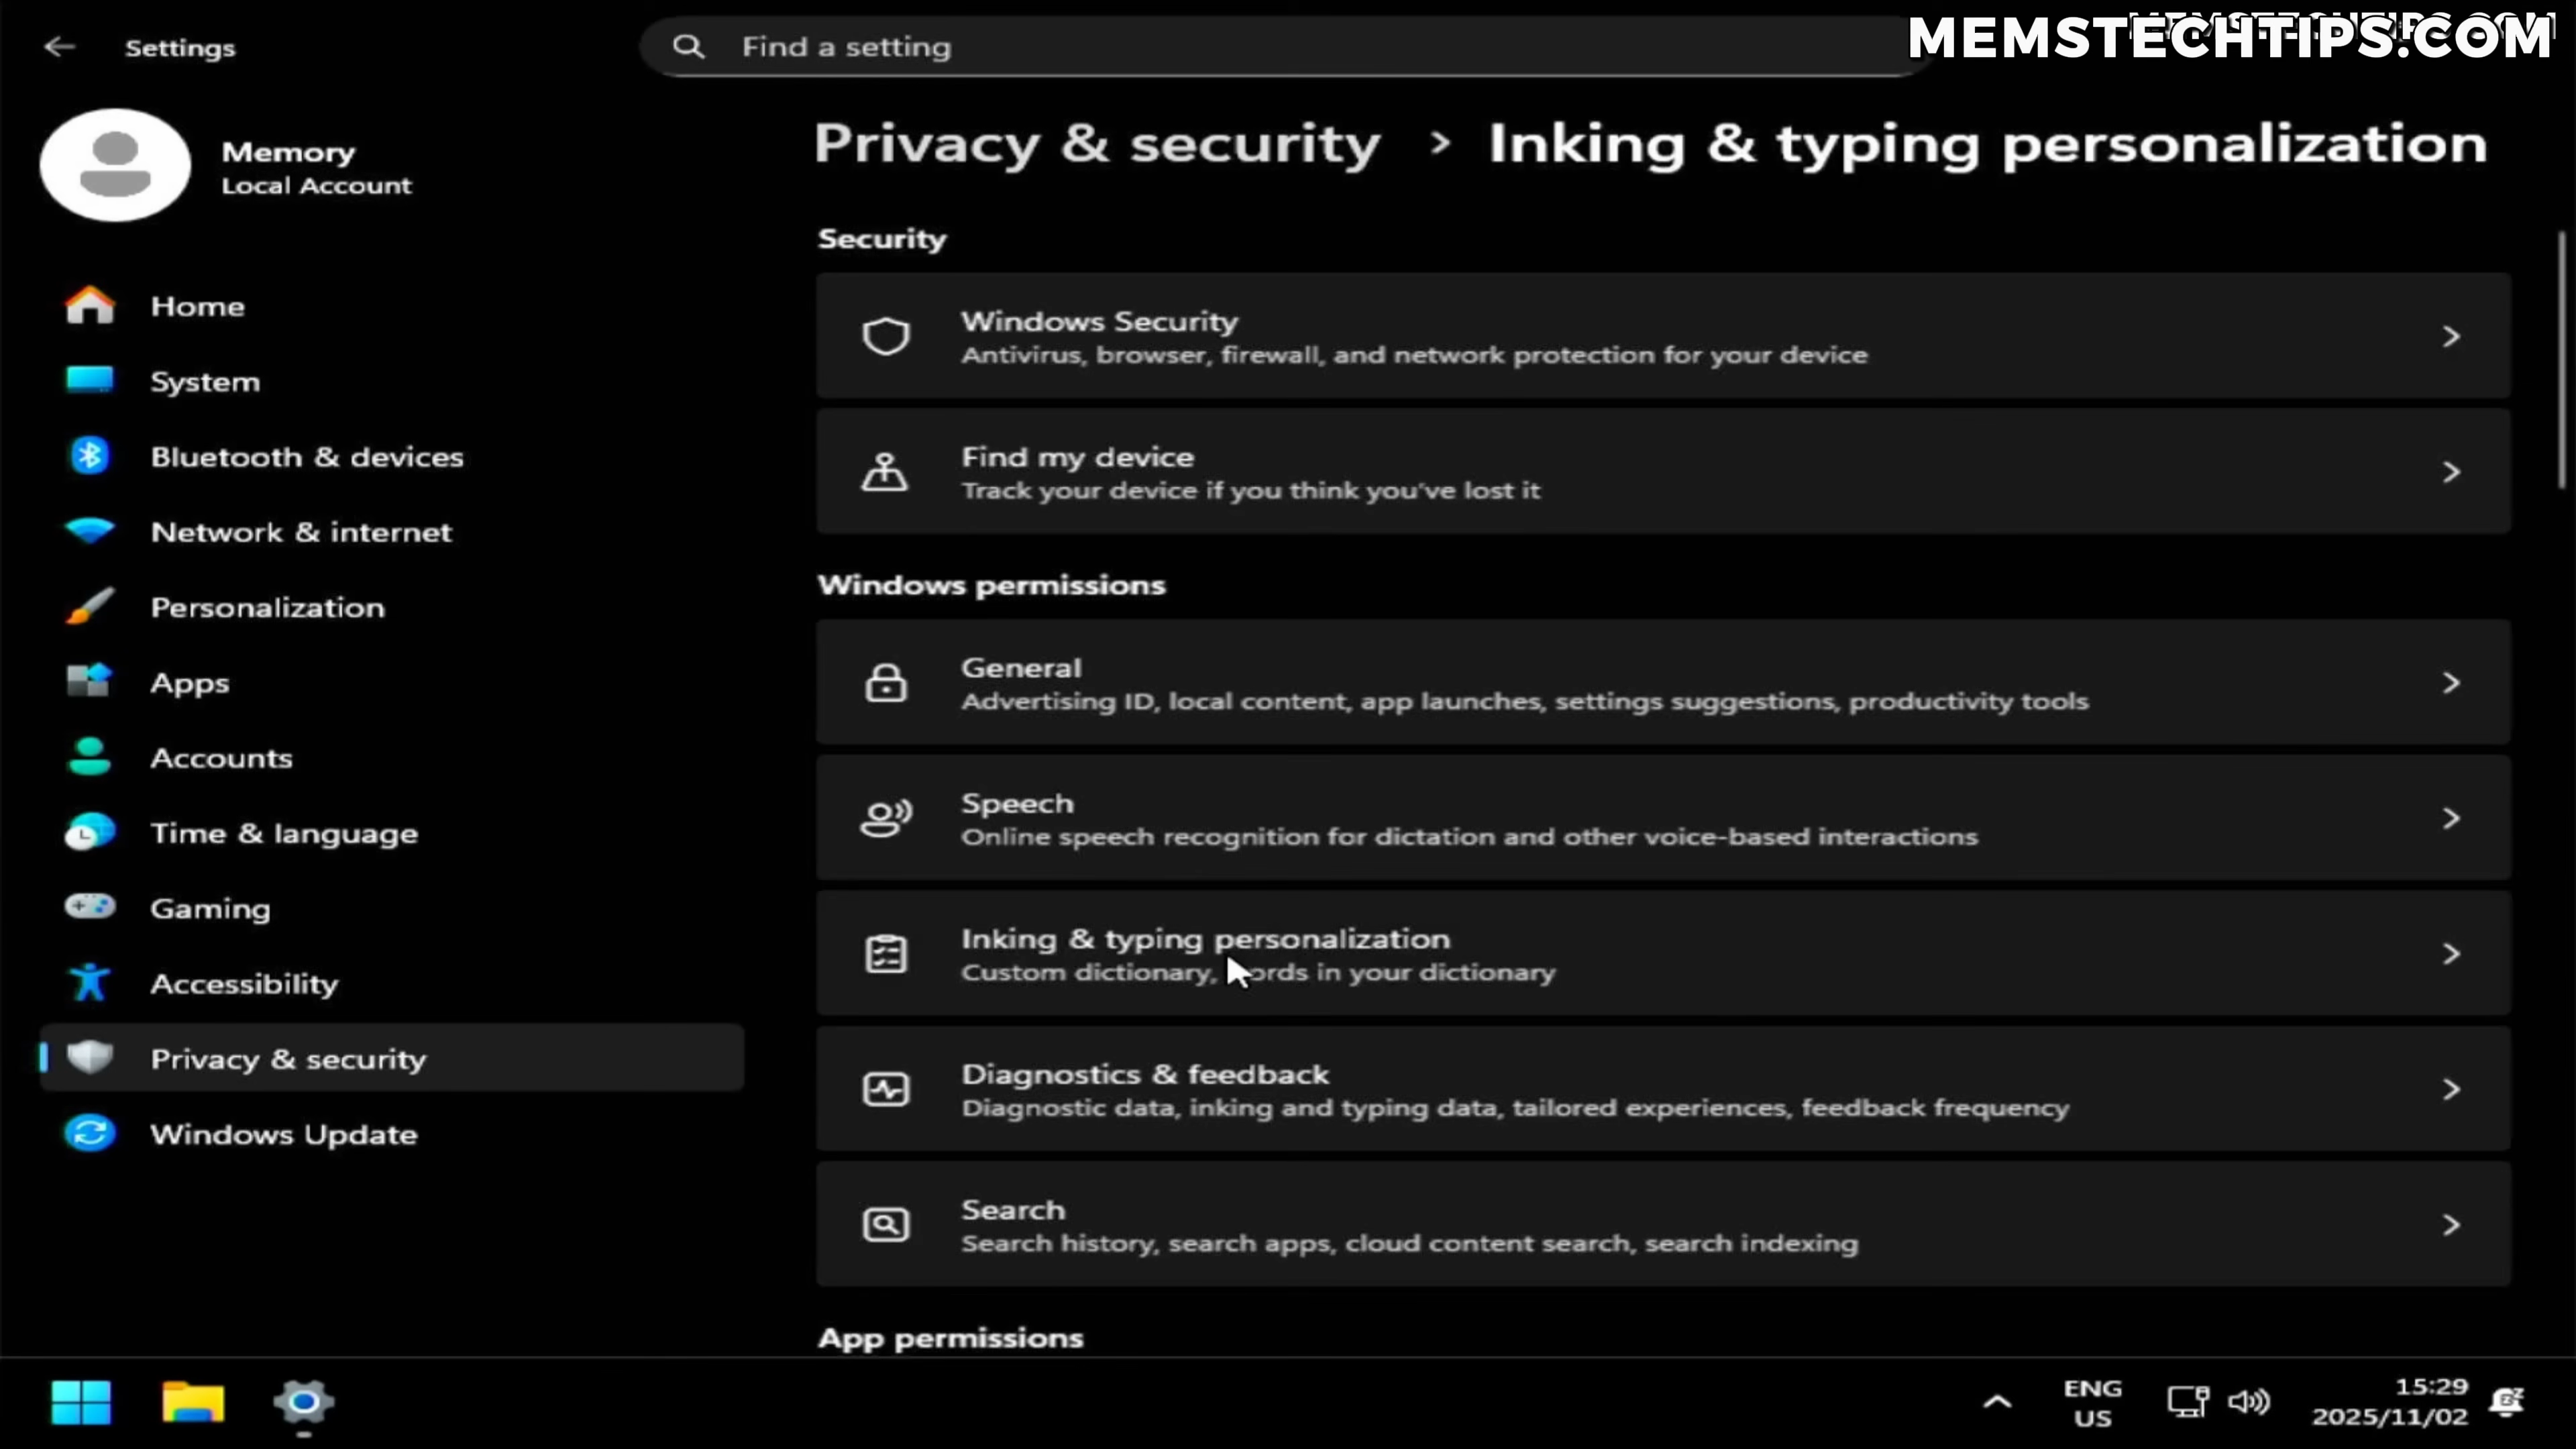 Settings
Find a setting
MEMSTECHTIPS.COM
Memory
Local Account
Home
System
Bluetooth & devices
Network & internet
Personalization
Apps
Accounts
Time & language
Gaming
Accessibility
Privacy & security
Windows Update
Privacy & security > Inking & typing personalization
Security
Windows Security
Antivirus, browser, firewall, and network protection for your device
Find my device
Track your device if you think you've lost it
Windows permissions
General
Advertising ID, local content, app launches, settings suggestions, productivity tools
Speech
Online speech recognition for dictation and other voice-based interactions
Inking & typing personalization
Custom dictionary, words in your dictionary
Diagnostics & feedback
Diagnostic data, inking and typing data, tailored experiences, feedback frequency
Search
Search history, search apps, cloud content search, search indexing
App permissions
ENG
US
15:29
2025/11/02